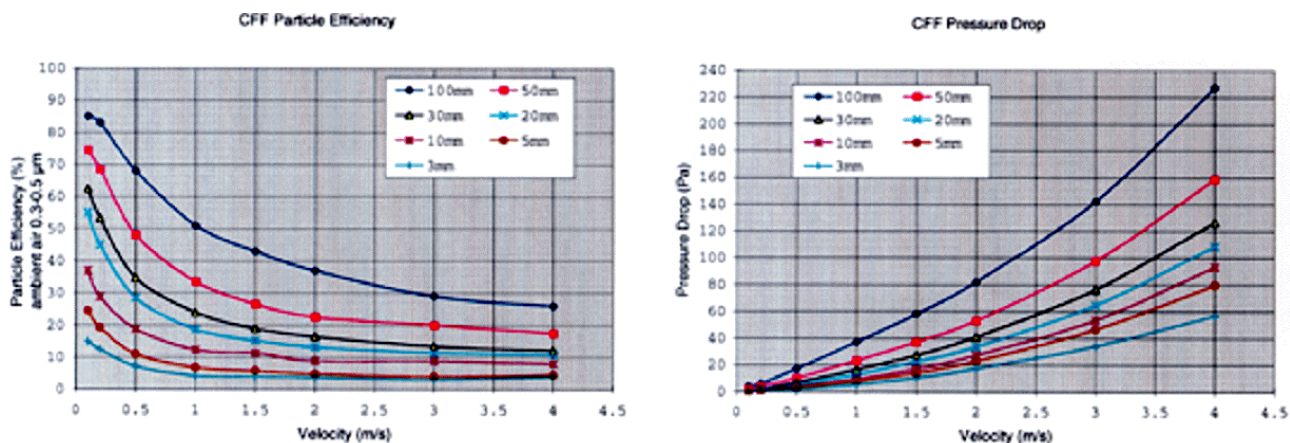 CFF Particle Efficiency
100
90
80
70
60
50
40
30
20
10
0
0
0.5
1
1.5
2
2.5
3
3.5
4
4.5
Particle Efficiency (%)
ambient air 0.3-0.5 µm
Velocity (m/s)
100mm
50mm
30mm
20mm
10mm
5mm
3mm
CFF Pressure Drop
240
220
200
180
160
140
120
100
80
60
40
20
0
0
0.5
1
1.5
2
2.5
3
3.5
4
4.5
Pressure Drop (Pa)
Velocity (m/s)
100mm
50mm
30mm
20mm
10mm
5mm
3mm